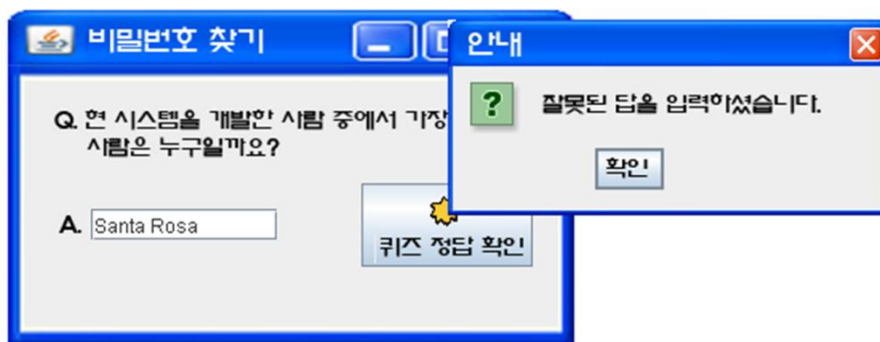 비밀번호 찾기
Q. 현 시스템을 개발한 사람 중에서 가장
사람은 누구일까요?
A. Santa Rosa
퀴즈 정답 확인
안내
잘못된 답을 입력하셨습니다.
확인